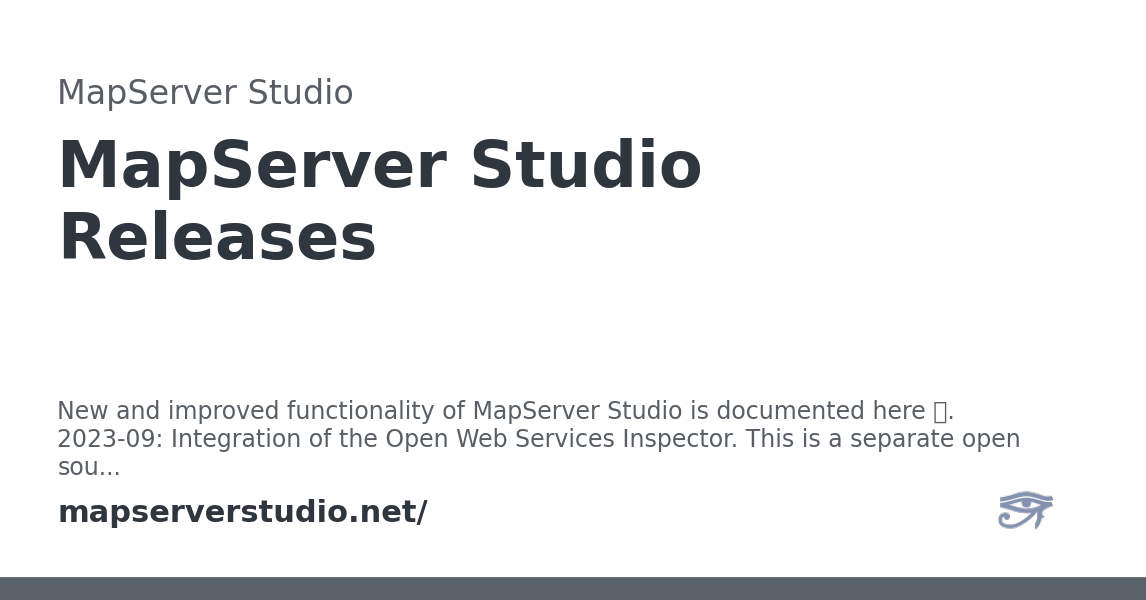 MapServer Studio
MapServer Studio
Releases
New and improved functionality of MapServer Studio is documented here .
2023-09: Integration of the Open Web Services Inspector. This is a separate open
sou...
mapserverstudio.net/